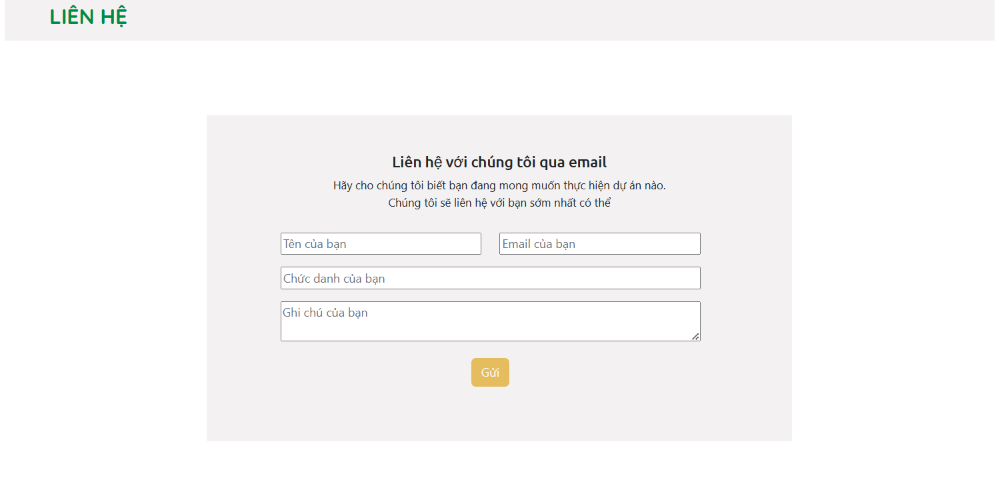 LIÊN HỆ
Liên hệ với chúng tôi qua email
Hãy cho chúng tôi biết bạn đang mong muốn thực hiện dự án nào.
Chúng tôi sẽ liên hệ với bạn sớm nhất có thể
Tên của bạn
Email của bạn
Chức danh của bạn
Ghi chú của bạn
Gửi